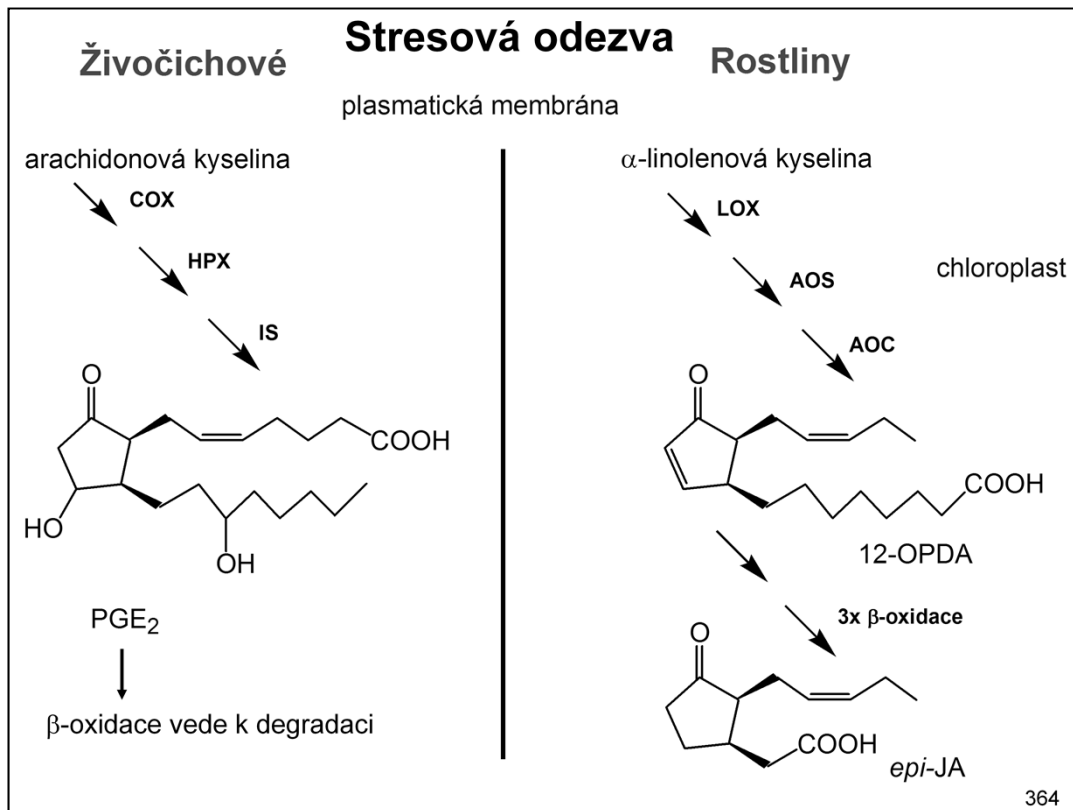 Stresová odezva
Živočichové
Rostliny
plasmatická membrána
arachidonová kyselina
COX
HPX
IS
O
COOH
HO
OH
PGE2
β-oxidace vede k degradaci
α-linolenová kyselina
LOX
chloroplast
AOS
AOC
O
COOH
12-OPDA
3x β-oxidace
O
COOH
epi-JA
364